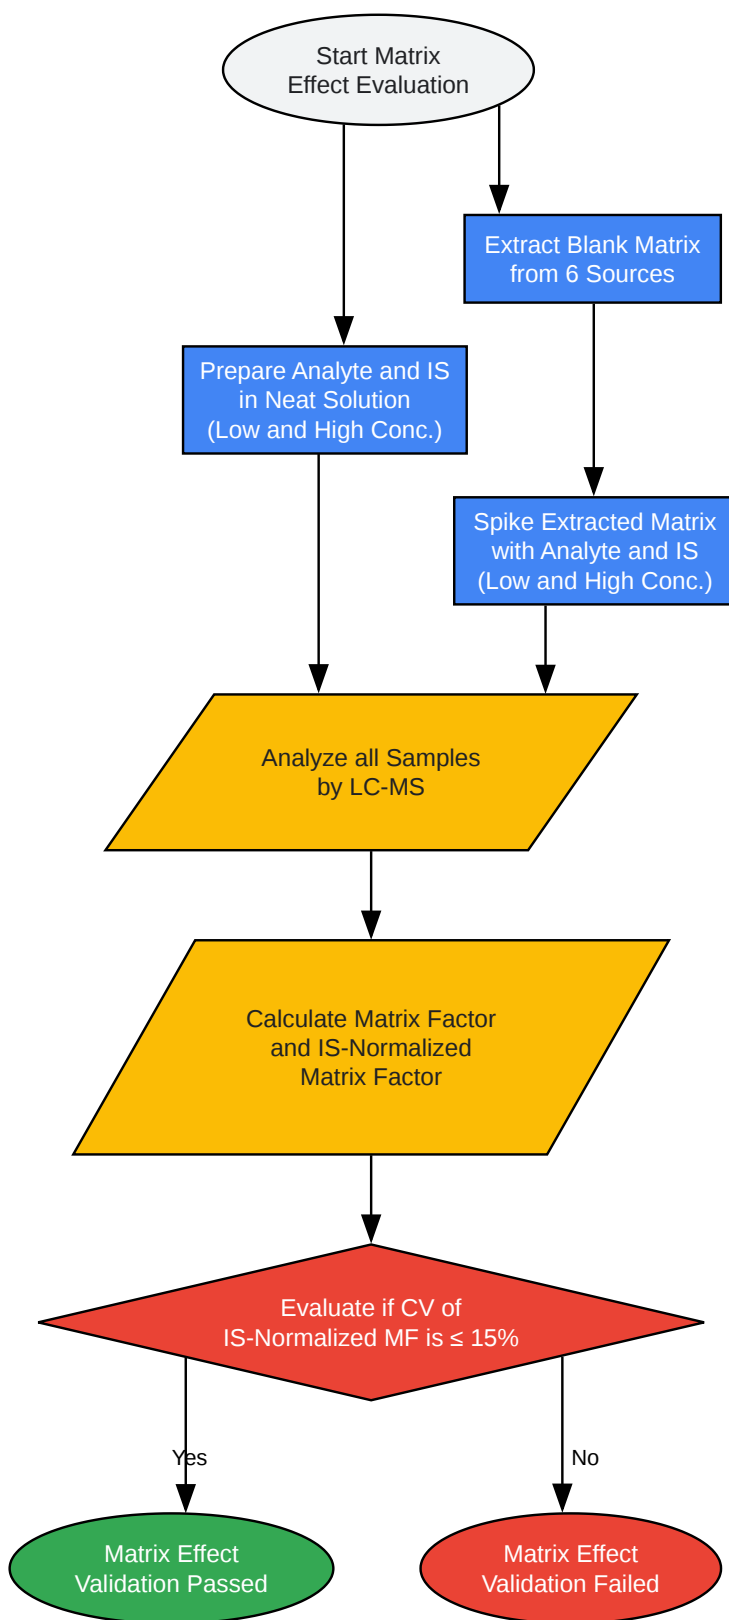 Start Matrix
Effect Evaluation
Extract Blank Matrix
from 6 Sources
Prepare Analyte and IS
in Neat Solution
(Low and High Conc.)
Spike Extracted Matrix
with Analyte and IS
(Low and High Conc.)
Analyze all Samples
by LC-MS
Calculate Matrix Factor
and IS-Normalized
Matrix Factor
Evaluate if CV of
IS-Normalized MF is ≤ 15%
Yes
No
Matrix Effect
Validation Passed
Matrix Effect
Validation Failed